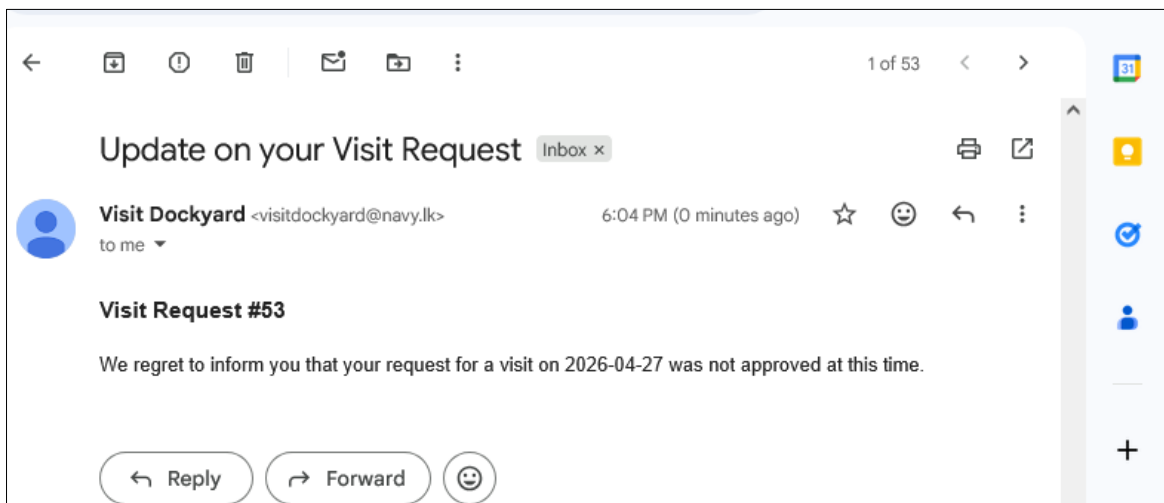 1 of 53
31
Update on your Visit Request Inbox ×
Visit Dockyard <visitdockyard@navy.lk> 6:04 PM (0 minutes ago)
to me
Visit Request #53
We regret to inform you that your request for a visit on 2026-04-27 was not approved at this time.
Reply Forward